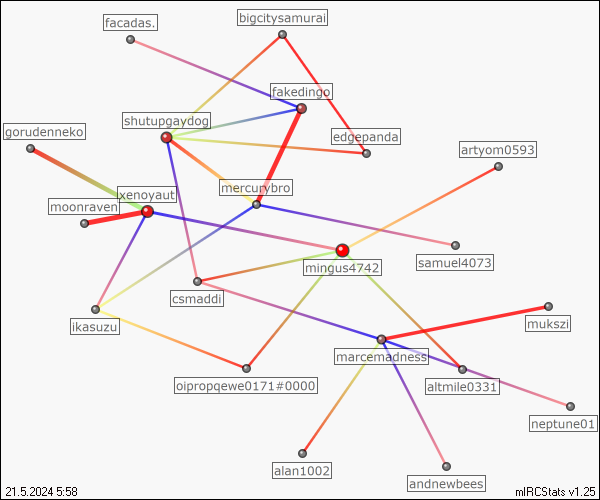 bigcitysamurai
facadas.
fakedingo
shutupgaydog
gorudenneko
edgepanda
artyom0593
xenoyaut
mercurybro
moonraven
samuel4073
mingus4742
csmaddi
ikasuzu
mukszi
marcemadness
oipropqewe0171#0000
altmile0331
neptune01
alan1002
andnewbees
21.5.2024 5:58
mIRCStats v1.25